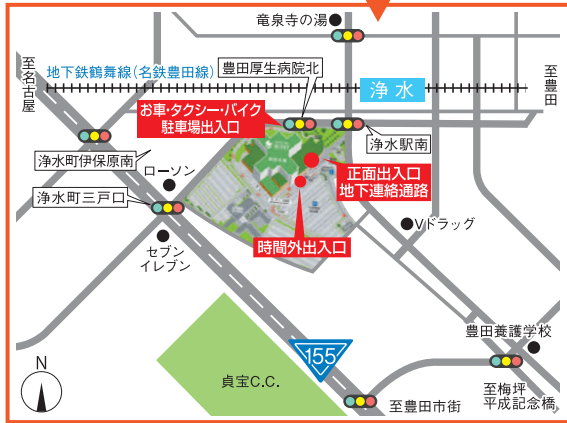 竜泉寺の湯
至名古屋
地下鉄鶴舞線(名鉄豊田線)
豊田厚生病院北
浄水
至豊田
お車・タクシー・バイク
駐車場出入口
浄水町伊保原南
浄水駅南
ローソン
正面出入口
地下連絡通路
浄水町三戸口
セブン
イレブン
時間外出入口
Vドラッグ
豊田養護学校
155
N
貞宝C.C.
至豊田市街
至梅坪
平成記念橋